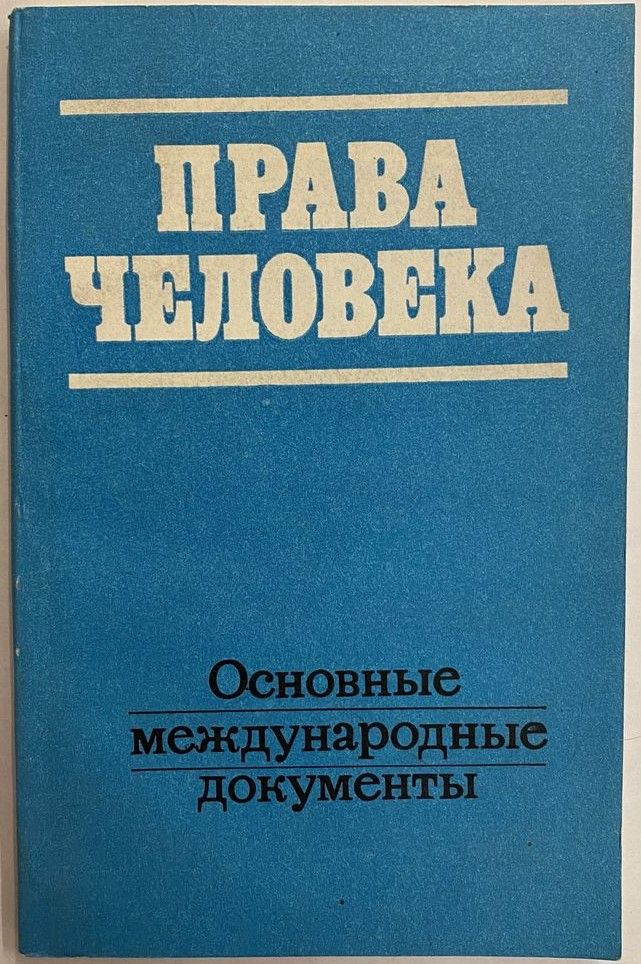 ПРАВА
ЧЕЛОВЕКА
Основные
международные
документы